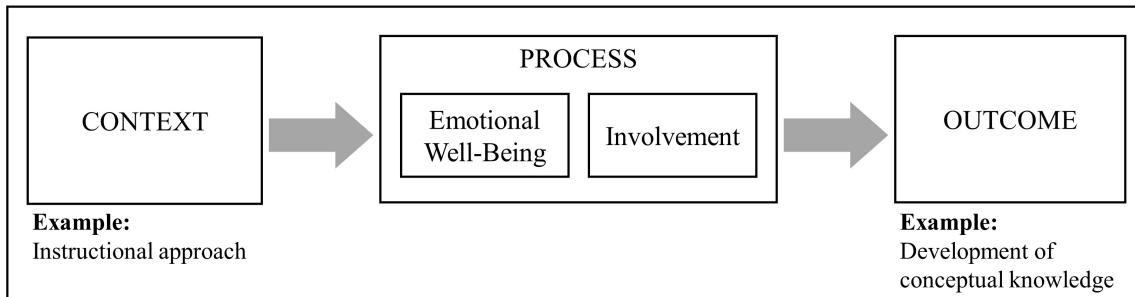 CONTEXT
Example:
Instructional approach
PROCESS
Emotional
Well-Being
Involvement
OUTCOME
Example:
Development of
conceptual knowledge